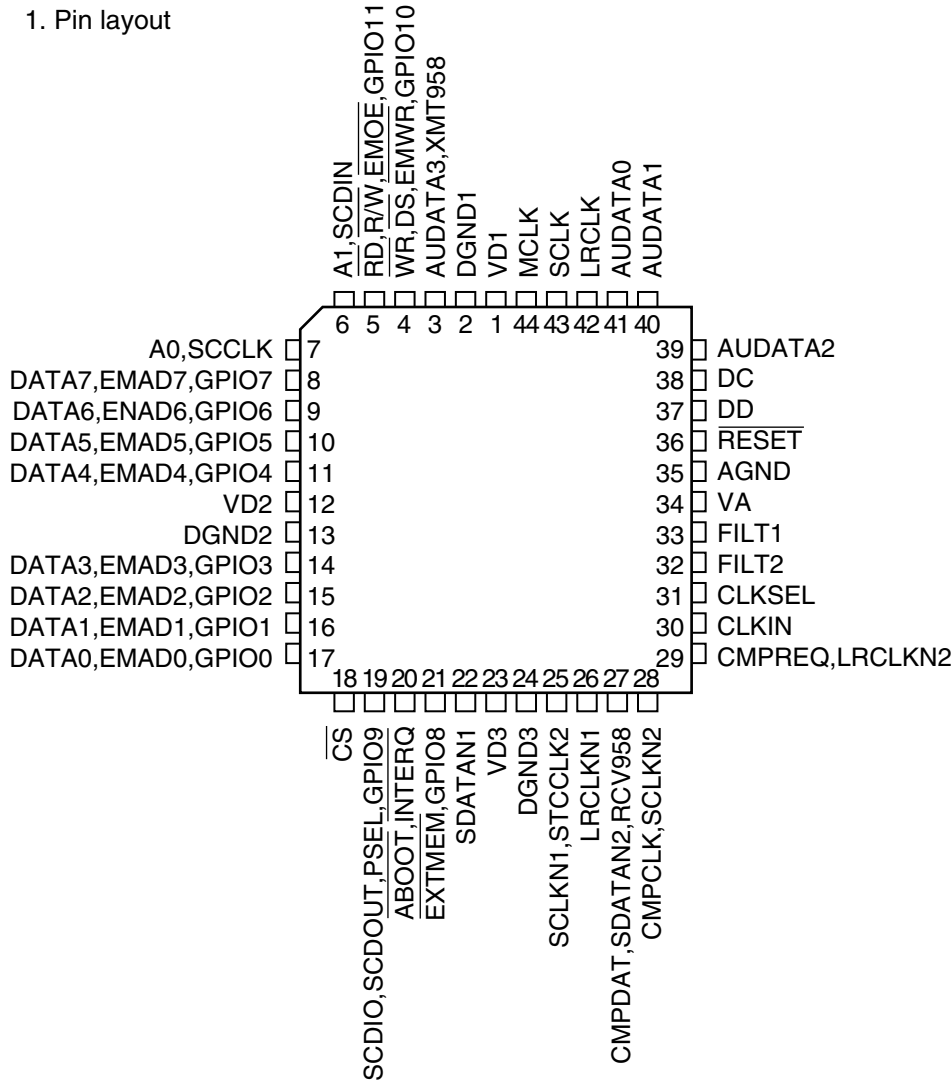 1. Pin layout
A1,SCDIN
RD,R/W,EMOE,GPIO11
WR,DS,EMWR,GPIO10
AUDATA3,XMT958
DGND1
VD1
MCLK
SCLK
LRCLK
AUDATA0
AUDATA1
6 5 4 3 2 1 44 43 42 41 40
A0,SCCLK 7
DATA7,EMAD7,GPIO7 8
DATA6,ENAD6,GPIO6 9
DATA5,EMAD5,GPIO5 10
DATA4,EMAD4,GPIO4 11
VD2 12
DGND2 13
DATA3,EMAD3,GPIO3 14
DATA2,EMAD2,GPIO2 15
DATA1,EMAD1,GPIO1 16
DATA0,EMAD0,GPIO0 17
39 AUDATA2
38 DC
37 DD
36 RESET
35 AGND
34 VA
33 FILT1
32 FILT2
31 CLKSEL
30 CLKIN
29 CMPREQ,LRCLKN2
18 19 20 21 22 23 24 25 26 27 28
CS
SCDIO,SCDOUT,PSEL,GPIO9
ABOOT,INTERQ
EXTMEM,GPIO8
SDATAN1
VD3
DGND3
SCLKN1,STCCLK2
LRCLKN1
CMPDAT,SDATAN2,RCV958
CMPCLK,SCLKN2